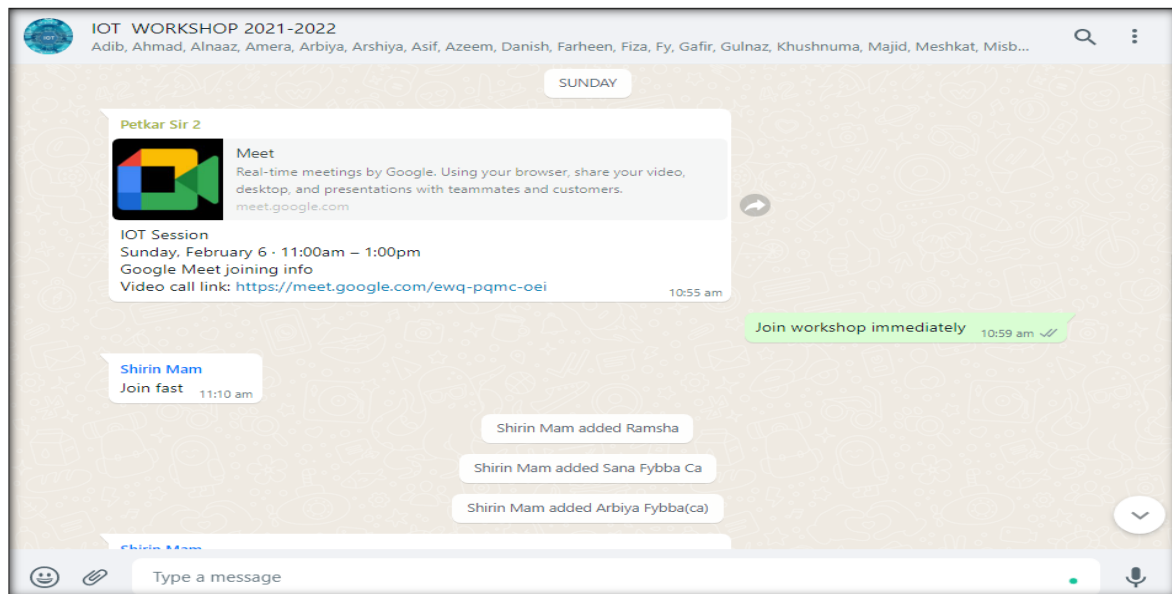 IOT WORKSHOP 2021-2022
Adib, Ahmad, Alnaaz, Amera, Arbiya, Arshiya, Asif, Azeem, Danish, Farheen, Fiza, Fy, Gafir, Gulnaz, Khushnuma, Majid, Meshkat, Misb...
SUNDAY
Petkar Sir 2
Meet
Real-time meetings by Google. Using your browser, share your video,
desktop, and presentations with teammates and customers.
meet.google.com
IOT Session
Sunday, February 6 · 11:00am – 1:00pm
Google Meet joining info
Video call link: https://meet.google.com/ewq-pqmc-oei
10:55 am
Join workshop immediately 10:59 am
Shirin Mam
Join fast 11:10 am
Shirin Mam added Ramsha
Shirin Mam added Sana Fybba Ca
Shirin Mam added Arbiya Fybba(ca)
Shirin Mam
Type a message